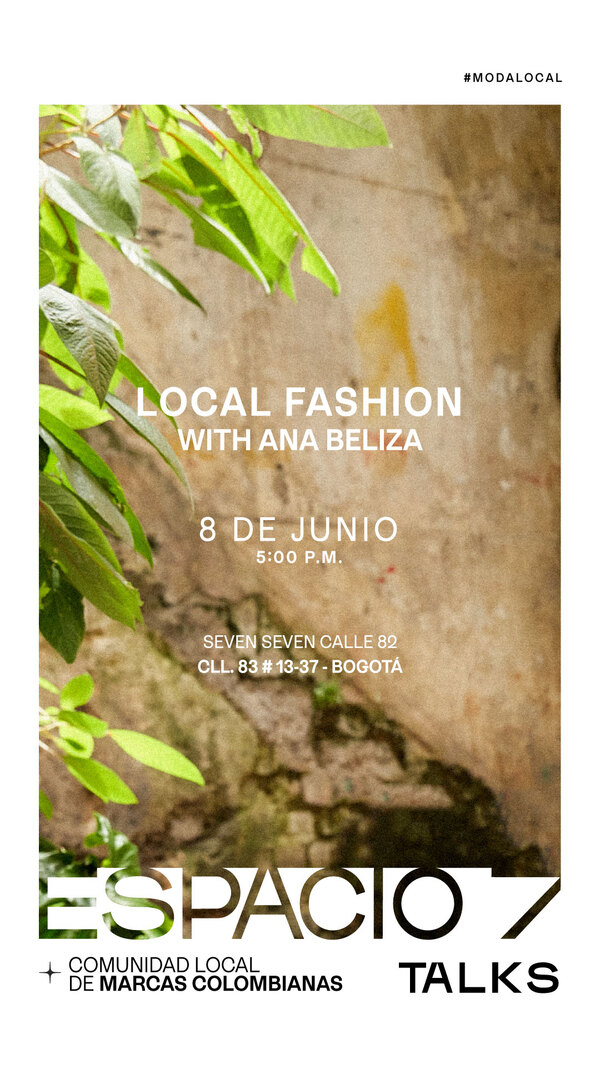 #MODALOCAL
LOCAL FASHION
WITH ANA BELIZA
8 DE JUNIO
5:00 P.M.
SEVEN SEVEN CALLE 82
CLL. 83 # 13-37 - BOGOTÁ
ESPACIO 7
COMUNIDAD LOCAL
DE MARCAS COLOMBIANAS
TALKS